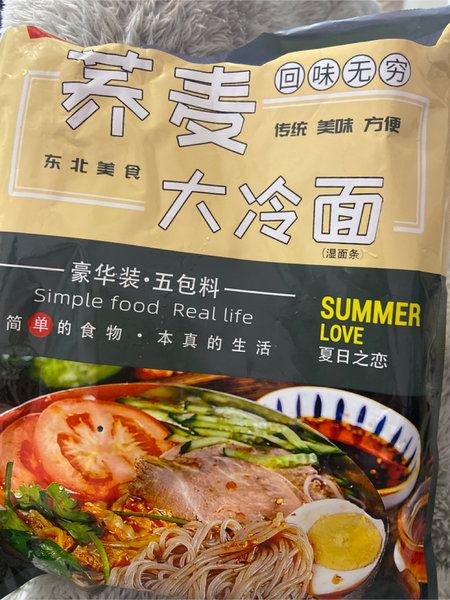 荞麦
回味无穷
传统 美味 方便
东北美食
大冷面
(湿面条)
豪华装·五包料
Simple food Real life
简单的食物·本真的生活
SUMMER
LOVE
夏日之恋